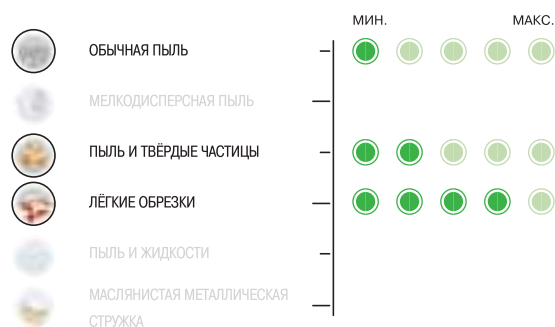 МИН. МАКС.
ОБЫЧНАЯ ПЫЛЬ
МЕЛКОДИСПЕРСНАЯ ПЫЛЬ
ПЫЛЬ И ТВЁРДЫЕ ЧАСТИЦЫ
ЛЁГКИЕ ОБРЕЗКИ
ПЫЛЬ И ЖИДКОСТИ
МАСЛЯНИСТАЯ МЕТАЛЛИЧЕСКАЯ
СТРУЖКА